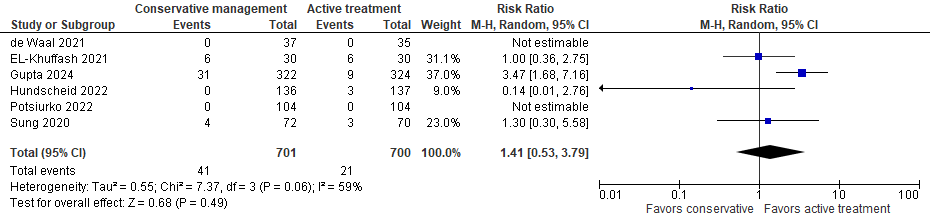 Conservative management Active treatment Risk Ratio Risk Ratio
Study or Subgroup Events Total Events Total Weight M-H, Random, 95% CI M-H, Random, 95% CI
de Waal 2021 0 37 0 35 Not estimable
EL-Khuffash 2021 6 30 6 30 31.1% 1.00 [0.36, 2.75]
Gupta 2024 31 322 9 324 37.0% 3.47 [1.68, 7.16]
Hundscheid 2022 0 136 3 137 9.0% 0.14 [0.01, 2.76]
Potsiurko 2022 0 104 0 104 Not estimable
Sung 2020 4 72 3 70 23.0% 1.30 [0.30, 5.58]
Total (95% CI) 701 700 100.0% 1.41 [0.53, 3.79]
Total events 41 21
Heterogeneity: Tau² = 0.55; Chi² = 7.37, df = 3 (P = 0.06); I² = 59%
Test for overall effect: Z = 0.68 (P = 0.49)
0.01 0.1 1 10 100
Favors conservative Favors active treatment